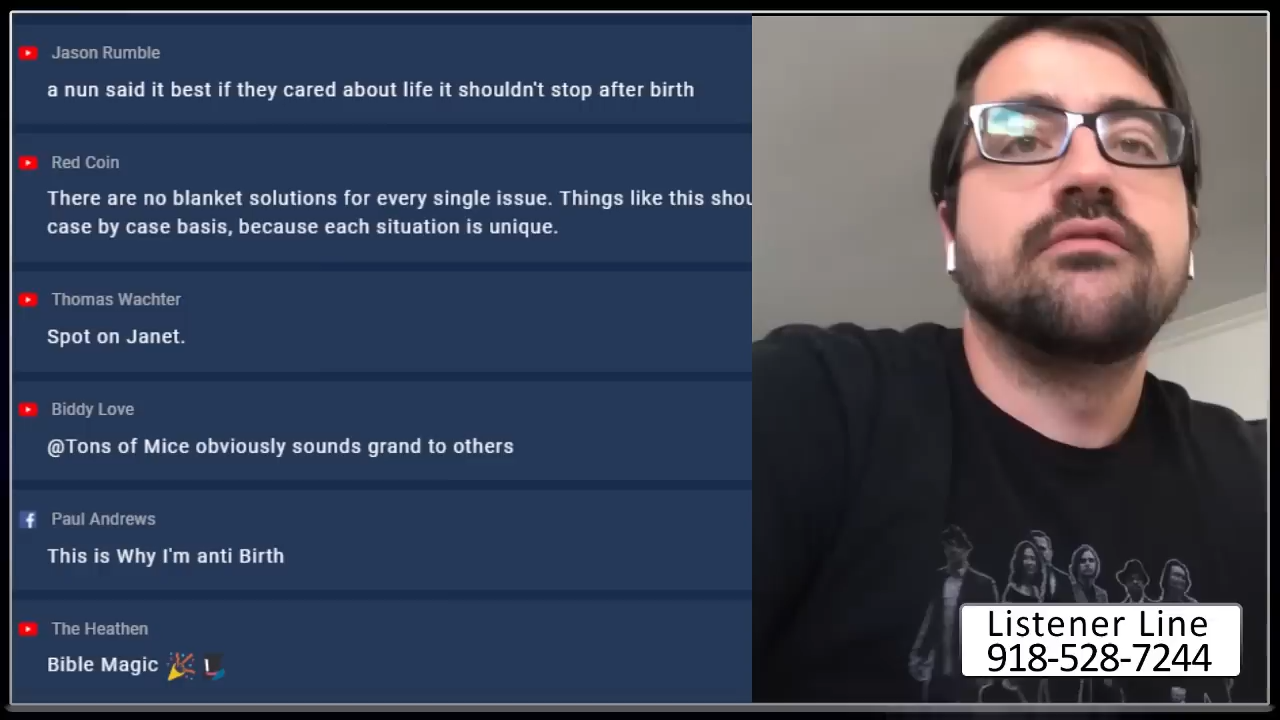 Jason Rumble
a nun said it best if they cared about life it shouldn't stop after birth
Red Coin
There are no blanket solutions for every single issue. Things like this
case by case basis, because each situation is unique.
Thomas Wachter
Spot on Janet.
Biddy Love
@Tons of Mice obviously sounds grand to others
Paul Andrews
This is Why I'm anti Birth
The Heathen
Bible Magic 🎉 🎩
Listener Line
918-528-7244